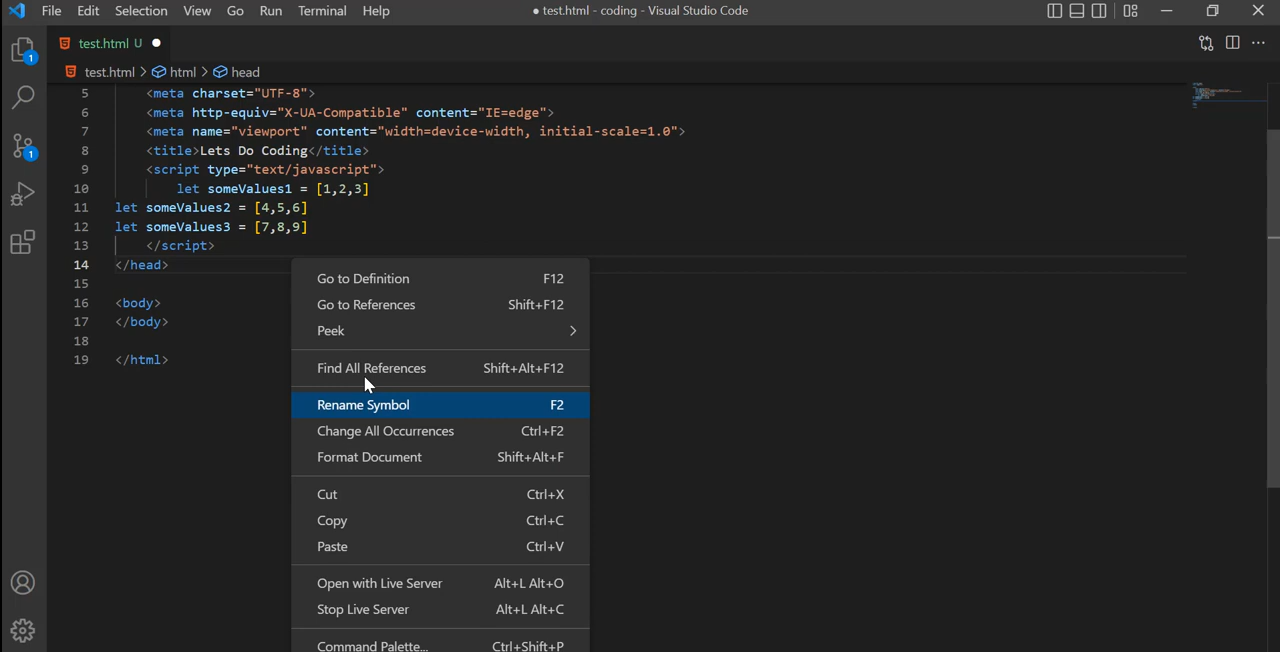 File Edit Selection View Go Run Terminal Help ● test.html - coding - Visual Studio Code
test.html U ●
test.html > html > head
1
1
5 <meta charset="UTF-8">
6 <meta http-equiv="X-UA-Compatible" content="IE=edge">
7 <meta name="viewport" content="width=device-width, initial-scale=1.0">
8 <title>Lets Do Coding</title>
9 <script type="text/javascript">
10 let someValues1 = [1,2,3]
11 let someValues2 = [4,5,6]
12 let someValues3 = [7,8,9]
13 </script>
14 </head>
15
16 <body>
17 </body>
18
19 </html>
Go to Definition F12
Go to References Shift+F12
Peek >
Find All References Shift+Alt+F12
Rename Symbol F2
Change All Occurrences Ctrl+F2
Format Document Shift+Alt+F
Cut Ctrl+X
Copy Ctrl+C
Paste Ctrl+V
Open with Live Server Alt+L Alt+O
Stop Live Server Alt+L Alt+C
Command Palette... Ctrl+Shift+P